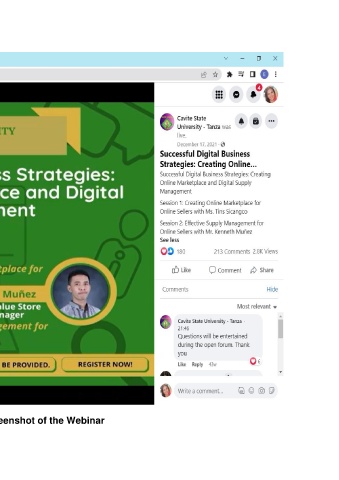 ITY
ss Strategies:
ce and Digital
ment
tplace for
Muñez
alue Store
nager
gement for
BE PROVIDED.
REGISTER NOW!
Cavite State
University - Tanza was
live.
December 17, 2021
Successful Digital Business
Strategies: Creating Online...
Successful Digital Business Strategies: Creating
Online Marketplace and Digital Supply
Management
Session 1: Creating Online Marketplace for
Online Sellers with Ms. Tins Sicangco
Session 2: Effective Supply Management for
Online Sellers with Mr. Kenneth Muñez
See less
180
213 Comments 2.0K Views
Like
Comment
Share
Comments
Hide
Most relevant
Cavite State University - Tanza
21:46
Questions will be entertained
during the open forum. Thank
you
Like Reply 43w
6
Write a comment...
eenshot of the Webinar